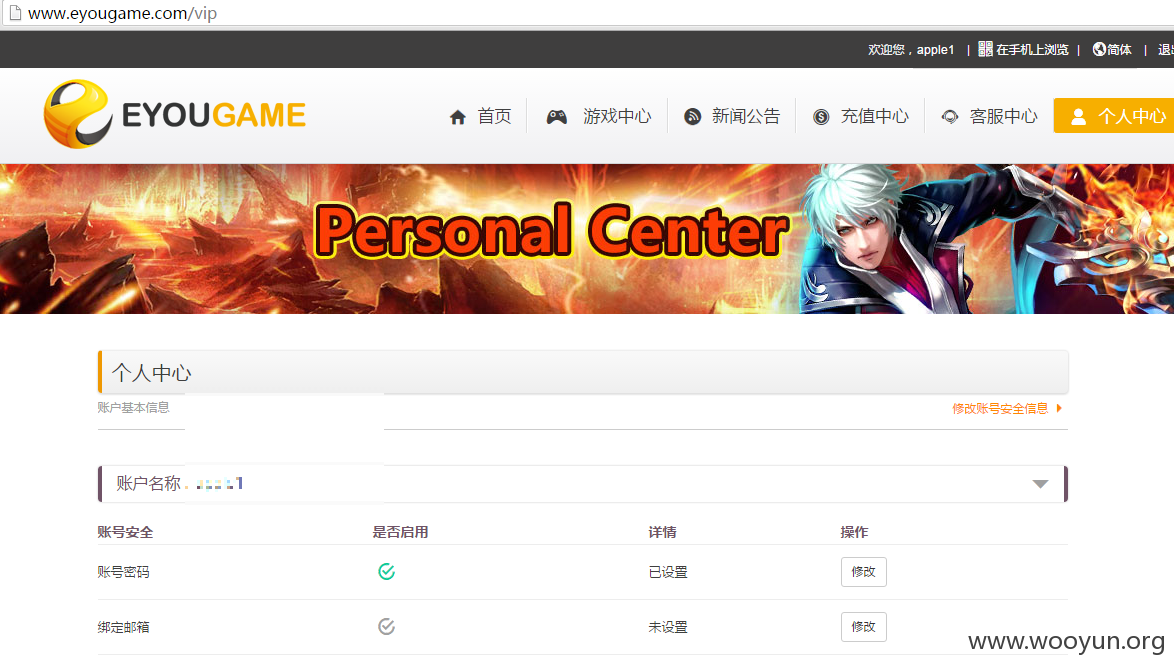 www.eyougame.com/vip
欢迎您，apple1 | 在手机上浏览 | 简体 | 退
EYOUGAME
首页 游戏中心 新闻公告 充值中心 客服中心 个人中心
Personal Center
个人中心
账户基本信息 修改账号安全信息
账户名称
账号安全 是否启用 详情 操作
账号密码 已设置 修改
绑定邮箱 未设置 修改
www.wooyun.org